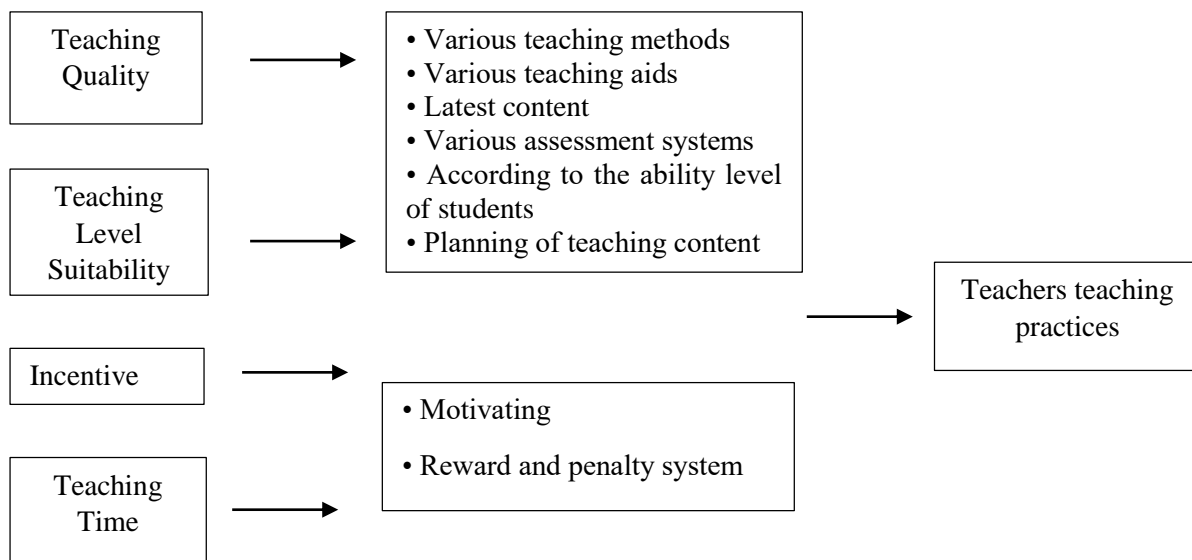 Teaching
Quality
• Various teaching methods
• Various teaching aids
• Latest content
• Various assessment systems
• According to the ability level
of students
• Planning of teaching content
Teaching
Level
Suitability
Teachers teaching
practices
Incentive
• Motivating
• Reward and penalty system
Teaching
Time